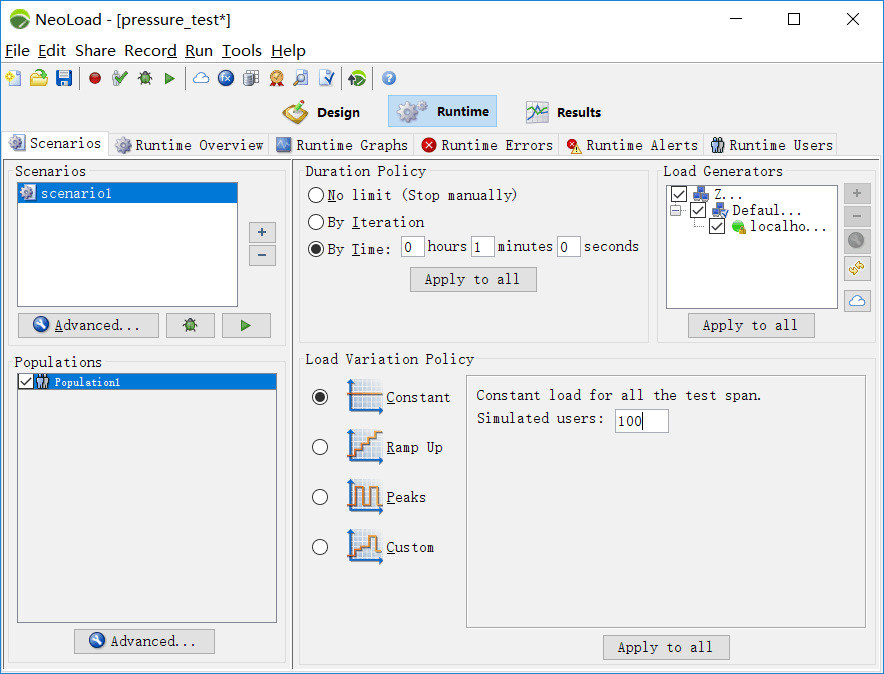 NeoLoad - [pressure_test*]
File Edit Share Record Run Tools Help
Design Runtime Results
Scenarios Runtime Overview Runtime Graphs Runtime Errors Runtime Alerts Runtime Users
Scenarios
scenario1
Advanced...
Populations
Population1
Advanced...
Duration Policy
No limit (Stop manually)
By Iteration
By Time: 0 hours 1 minutes 0 seconds
Apply to all
Load Generators
Z...
Defaul...
localho...
Apply to all
Load Variation Policy
Constant
Ramp Up
Peaks
Custom
Constant load for all the test span.
Simulated users: 100
Apply to all